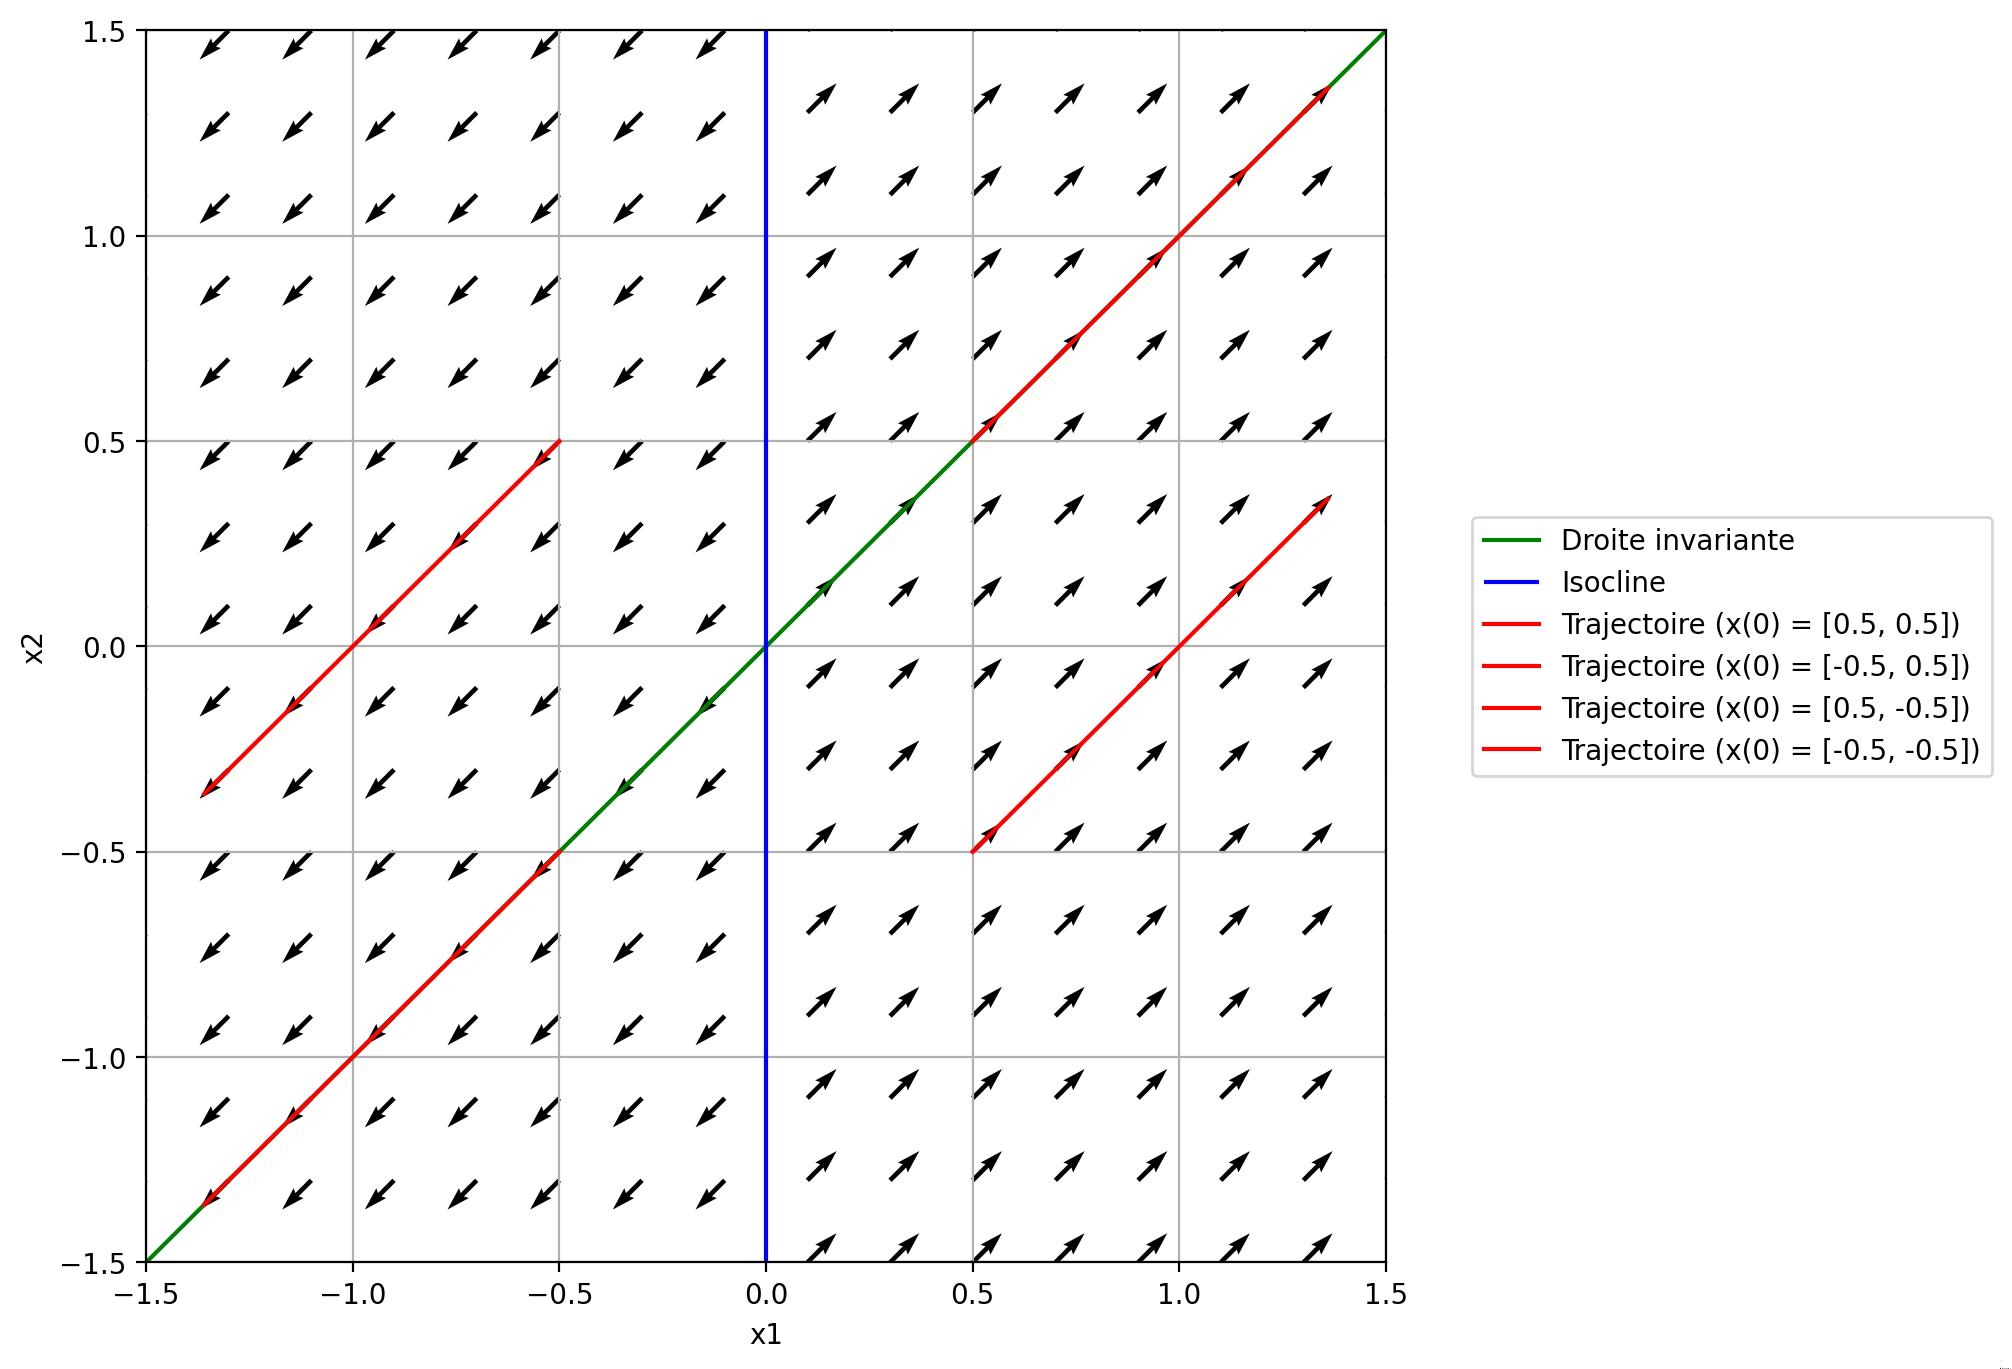 1.5
1.0
0.5
0.0
−0.5
−1.0
−1.5
x2
−1.5
−1.0
−0.5
0.0
0.5
1.0
1.5
x1
Droite invariante
Isocline
Trajectoire (x(0) = [0.5, 0.5])
Trajectoire (x(0) = [-0.5, 0.5])
Trajectoire (x(0) = [0.5, -0.5])
Trajectoire (x(0) = [-0.5, -0.5])